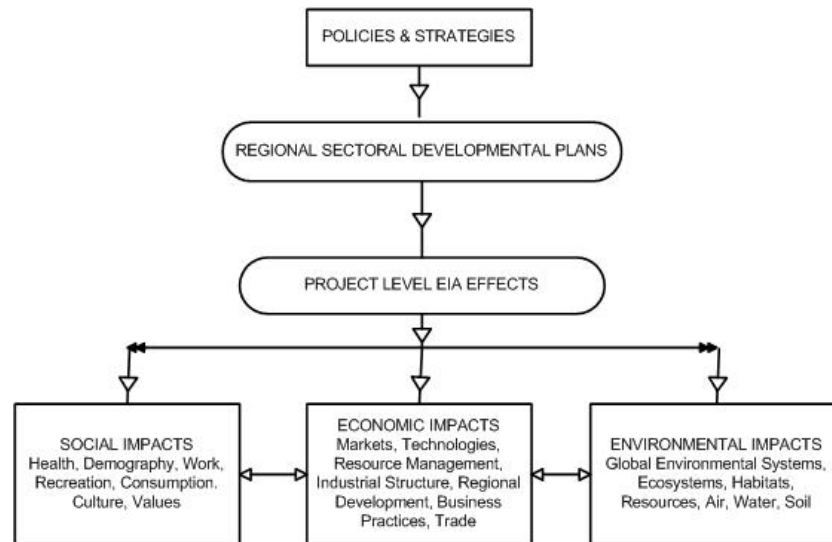 POLICIES & STRATEGIES
REGIONAL SECTORAL DEVELOPMENTAL PLANS
PROJECT LEVEL EIA EFFECTS
SOCIAL IMPACTS
Health, Demography, Work,
Recreation, Consumption.
Culture, Values
ECONOMIC IMPACTS
Markets, Technologies,
Resource Management,
Industrial Structure, Regional
Development, Business
Practices, Trade
ENVIRONMENTAL IMPACTS
Global Environmental Systems,
Ecosystems, Habitats,
Resources, Air, Water, Soil